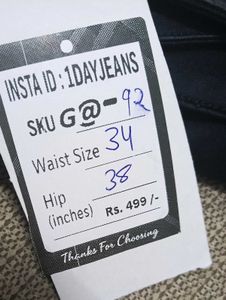 INSTA ID : 1DAYJEANS
SKU G@-92
Waist Size 34
Hip 38
(inches) Rs. 499 /-
Thanks For Choosing